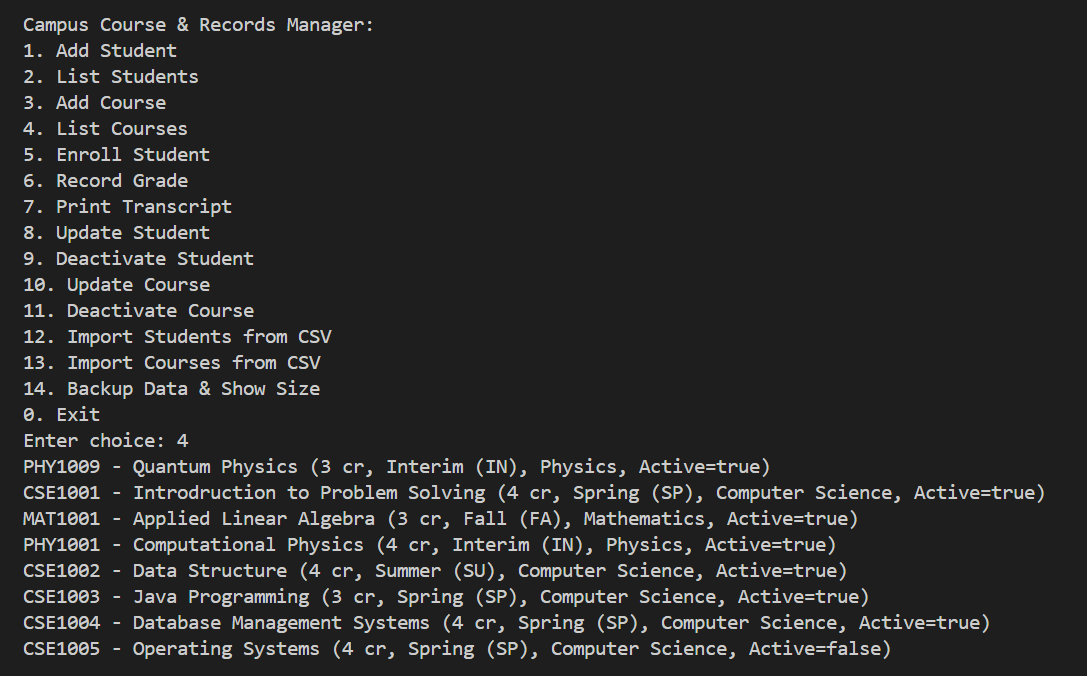 Campus Course & Records Manager:
1. Add Student
2. List Students
3. Add Course
4. List Courses
5. Enroll Student
6. Record Grade
7. Print Transcript
8. Update Student
9. Deactivate Student
10. Update Course
11. Deactivate Course
12. Import Students from CSV
13. Import Courses from CSV
14. Backup Data & Show Size
0. Exit
Enter choice: 4
PHY1009 - Quantum Physics (3 cr, Interim (IN), Physics, Active=true)
CSE1001 - Introdruction to Problem Solving (4 cr, Spring (SP), Computer Science, Active=true)
MAT1001 - Applied Linear Algebra (3 cr, Fall (FA), Mathematics, Active=true)
PHY1001 - Computational Physics (4 cr, Interim (IN), Physics, Active=true)
CSE1002 - Data Structure (4 cr, Summer (SU), Computer Science, Active=true)
CSE1003 - Java Programming (3 cr, Spring (SP), Computer Science, Active=true)
CSE1004 - Database Management Systems (4 cr, Spring (SP), Computer Science, Active=true)
CSE1005 - Operating Systems (4 cr, Spring (SP), Computer Science, Active=false)